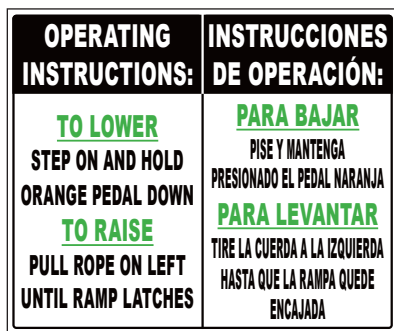 OPERATING
INSTRUCTIONS:
TO LOWER
STEP ON AND HOLD
ORANGE PEDAL DOWN
TO RAISE
PULL ROPE ON LEFT
UNTIL RAMP LATCHES
INSTRUCCIONES
DE OPERACIÓN:
PARA BAJAR
PISE Y MANTENGA
PRESIONADO EL PEDAL NARANJA
PARA LEVANTAR
TIRE LA CUERDA A LA IZQUIERDA
HASTA QUE LA RAMPA QUEDE
ENCAJADA